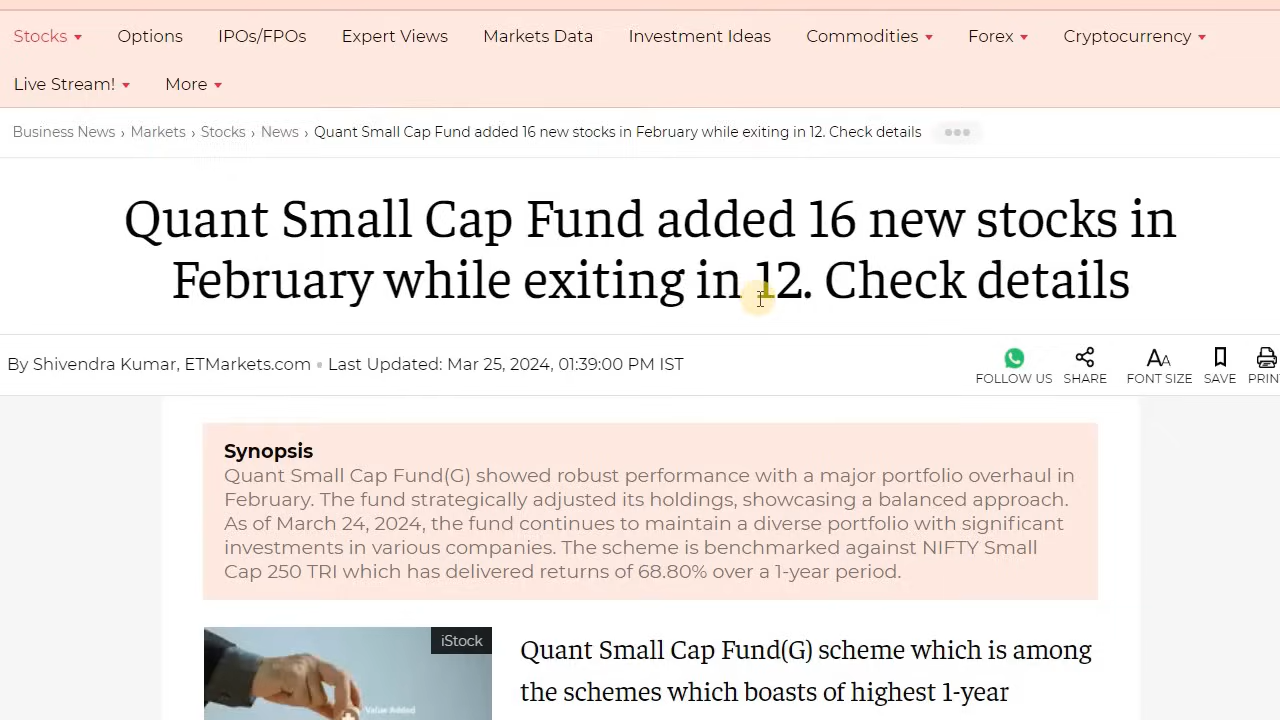 Stocks Options IPOs/FPOs Expert Views Markets Data Investment Ideas Commodities Forex Cryptocurrency
Live Stream! More
Business News › Markets › Stocks › News › Quant Small Cap Fund added 16 new stocks in February while exiting in 12. Check details
Quant Small Cap Fund added 16 new stocks in
February while exiting in 12. Check details
By Shivendra Kumar, ETMarkets.com • Last Updated: Mar 25, 2024, 01:39:00 PM IST
FOLLOW US SHARE FONT SIZE SAVE PRIN
Synopsis
Quant Small Cap Fund(G) showed robust performance with a major portfolio overhaul in
February. The fund strategically adjusted its holdings, showcasing a balanced approach.
As of March 24, 2024, the fund continues to maintain a diverse portfolio with significant
investments in various companies. The scheme is benchmarked against NIFTY Small
Cap 250 TRI which has delivered returns of 68.80% over a 1-year period.
iStock
Value Added
Quant Small Cap Fund(G) scheme which is among
the schemes which boasts of highest 1-year